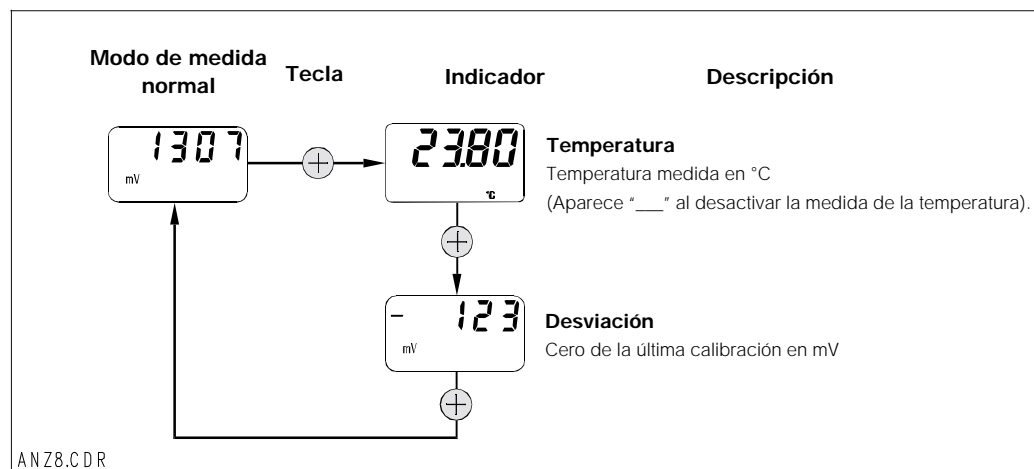 Modo de medida
normal
Tecla
Indicador
Descripción
1307
mV
23.80
°C
Temperatura
Temperatura medida en °C
(Aparece “___” al desactivar la medida de la temperatura).
- 123
mV
Desviación
Cero de la última calibración en mV
ANZ8.CDR